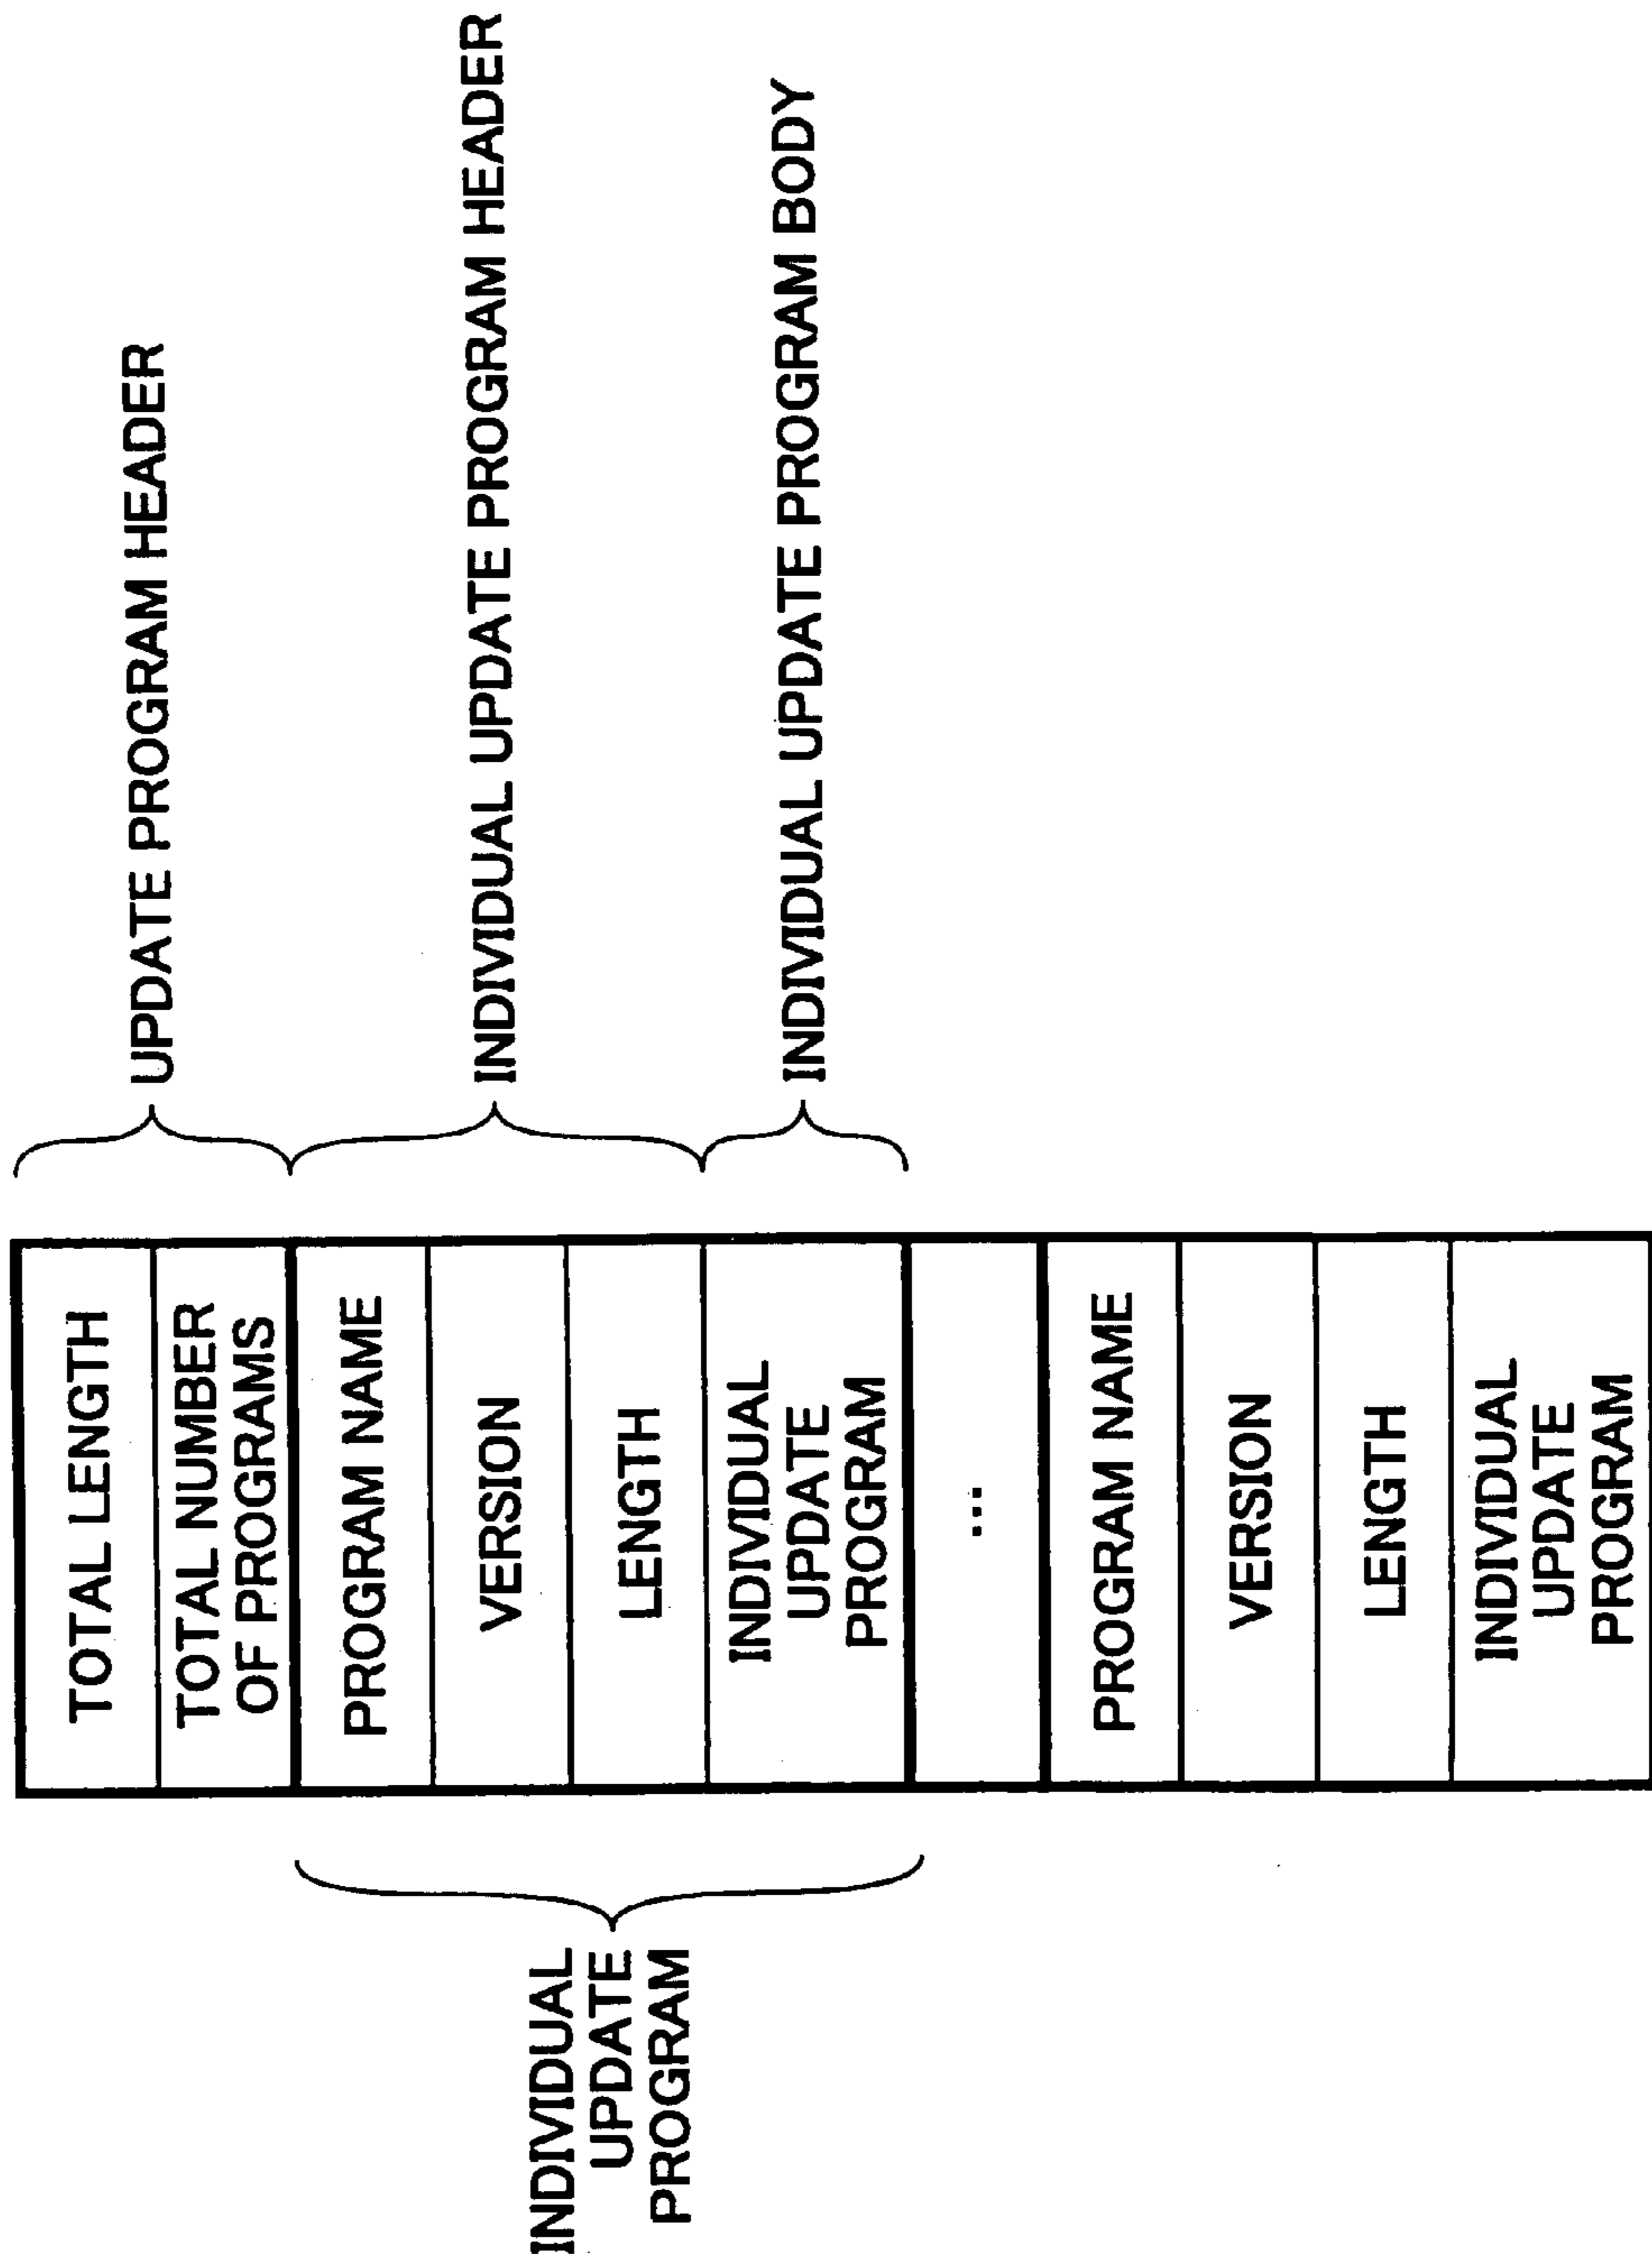 TOTAL LENGTH
TOTAL NUMBER
OF PROGRAMS
PROGRAM NAME
VERSION
LENGTH
INDIVIDUAL
UPDATE
PROGRAM
...
PROGRAM NAME
VERSION
LENGTH
INDIVIDUAL
UPDATE
PROGRAM
INDIVIDUAL
UPDATE
PROGRAM
UPDATE PROGRAM HEADER
INDIVIDUAL UPDATE PROGRAM HEADER
INDIVIDUAL UPDATE PROGRAM BODY